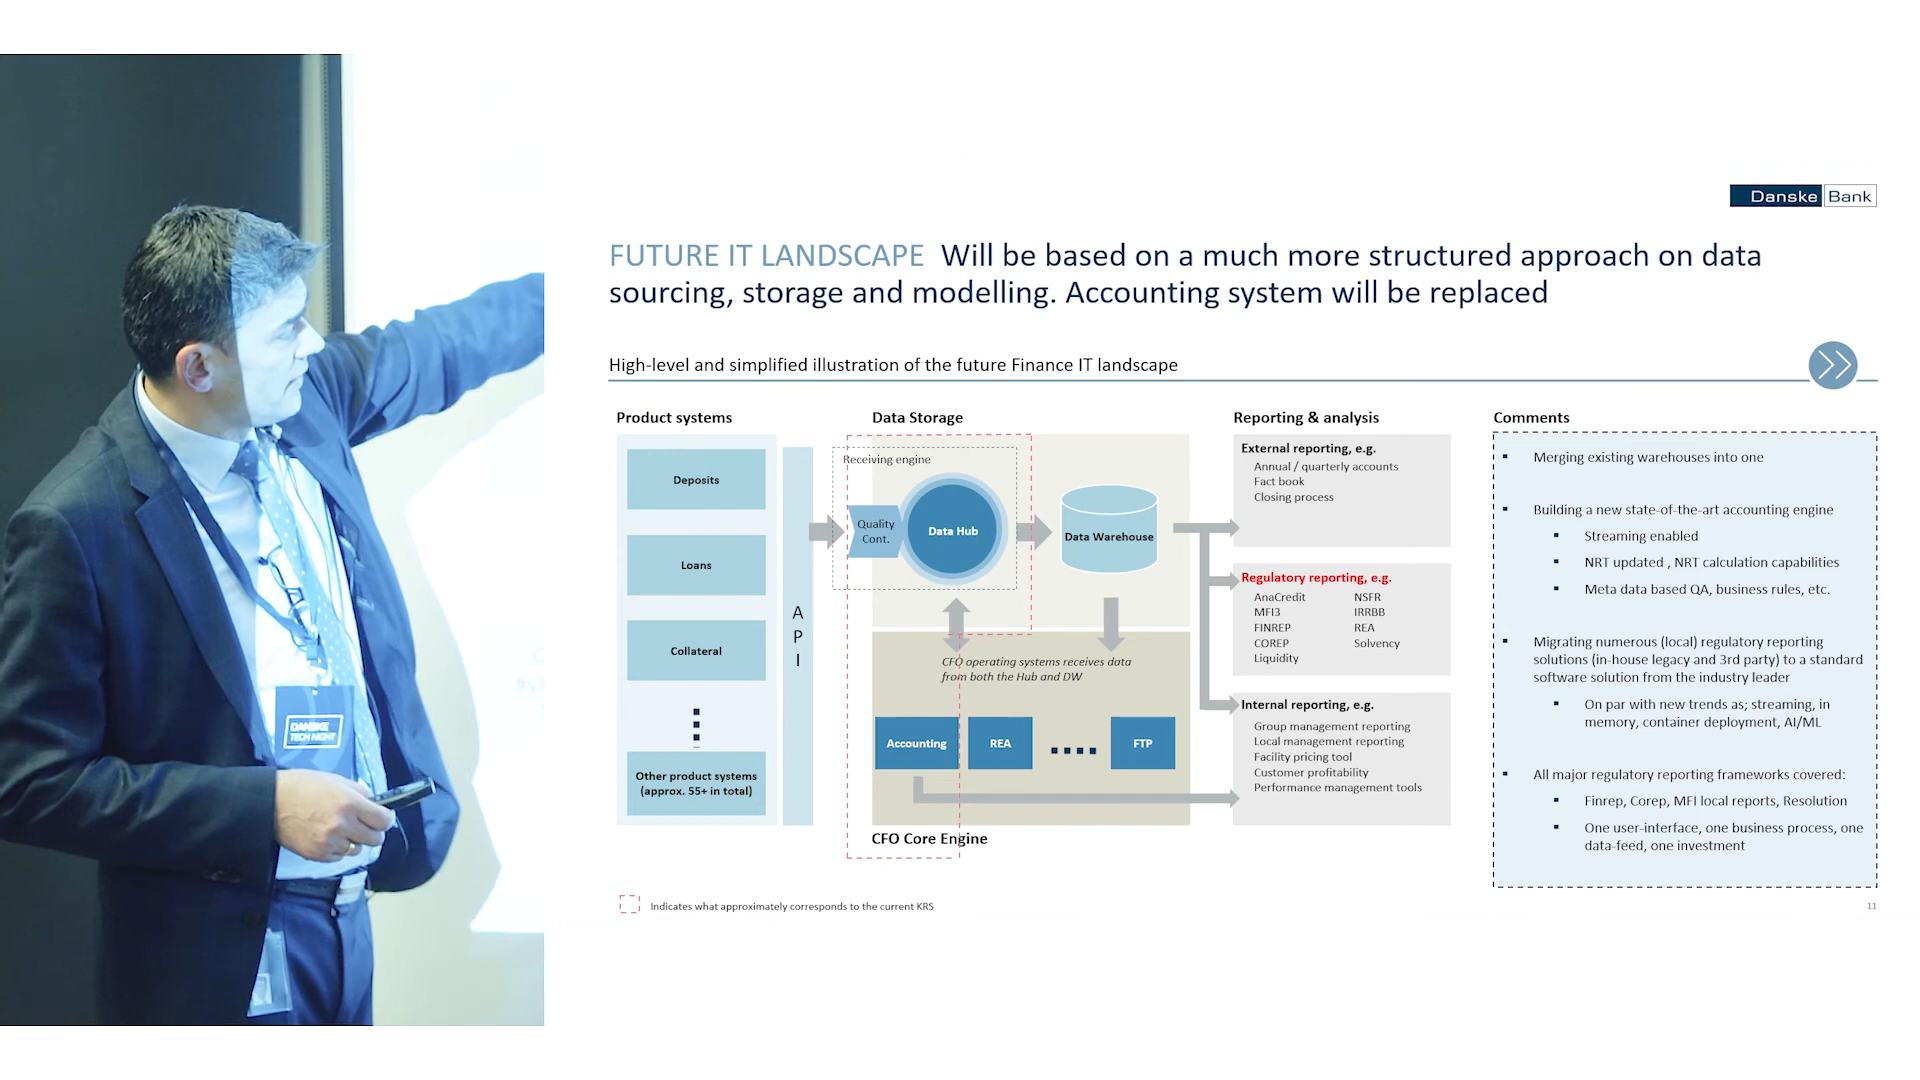 Danske Bank
FUTURE IT LANDSCAPE Will be based on a much more structured approach on data
sourcing, storage and modelling. Accounting system will be replaced
High-level and simplified illustration of the future Finance IT landscape
Product systems
Deposits
Loans
Collateral
Other product systems
(approx. 55+ in total)
A
P
I
Data Storage
Receiving engine
Quality
Cont.
Data Hub
Data Warehouse
CFO operating systems receives data
from both the Hub and DW
Accounting
REA
FTP
CFO Core Engine
Reporting & analysis
External reporting, e.g.
Annual / quarterly accounts
Fact book
Closing process
Regulatory reporting, e.g.
AnaCredit NSFR
MFI3 IRRBB
FINREP REA
COREP Solvency
Liquidity
Internal reporting, e.g.
Group management reporting
Local management reporting
Facility pricing tool
Customer profitability
Performance management tools
Comments
▪ Merging existing warehouses into one
▪ Building a new state-of-the-art accounting engine
▪ Streaming enabled
▪ NRT updated , NRT calculation capabilities
▪ Meta data based QA, business rules, etc.
▪ Migrating numerous (local) regulatory reporting
solutions (in-house legacy and 3rd party) to a standard
software solution from the industry leader
▪ On par with new trends as; streaming, in
memory, container deployment, AI/ML
▪ All major regulatory reporting frameworks covered:
▪ Finrep, Corep, MFI local reports, Resolution
▪ One user-interface, one business process, one
data-feed, one investment
Indicates what approximately corresponds to the current KRS
11
DANSKE
TECH NIGHT